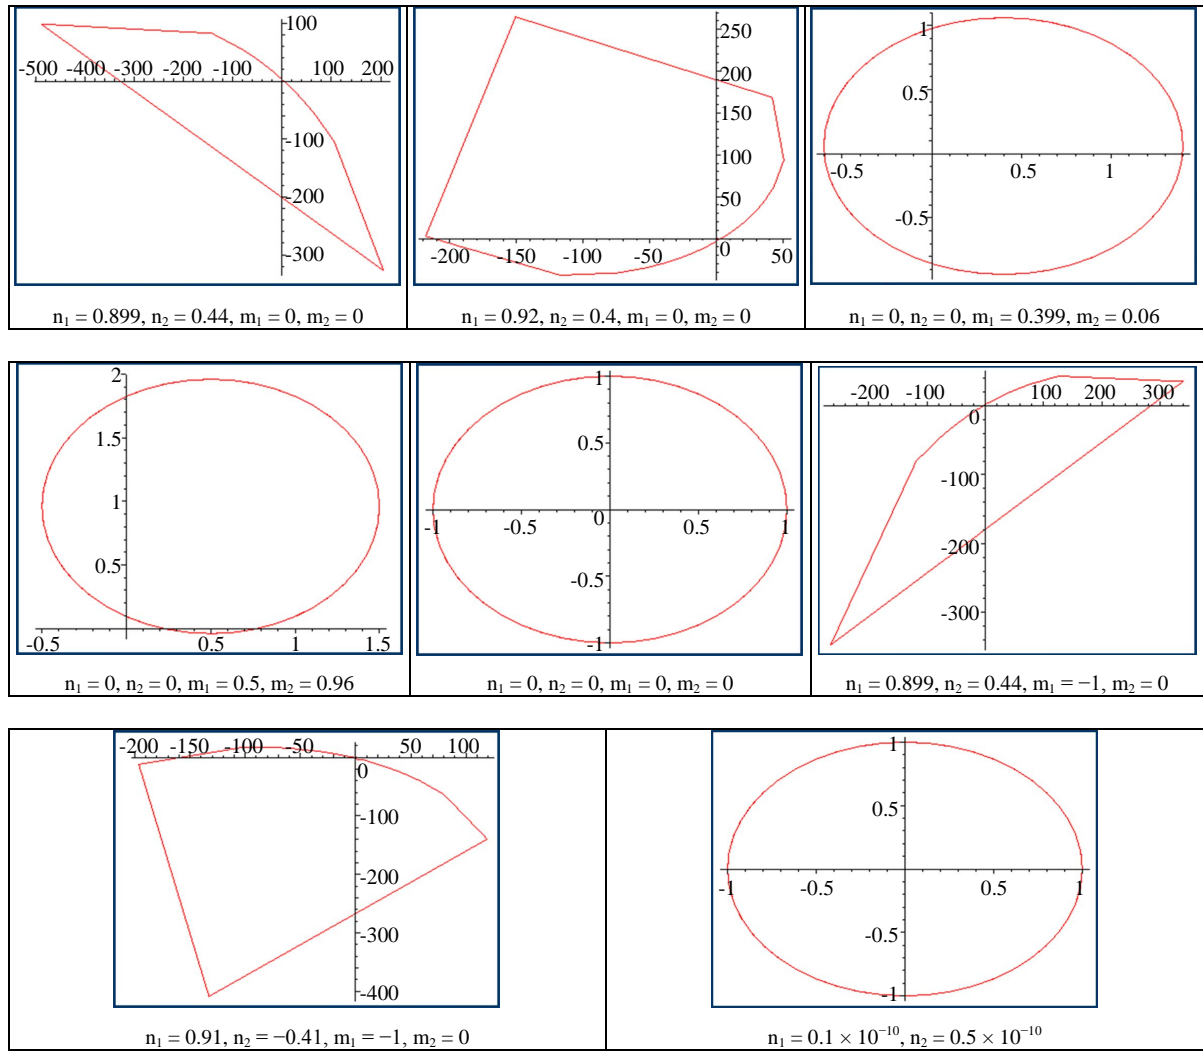 100
-500 -400 -300 -200 -100 100 200
-100
-200
-300
n₁ = 0.899, n₂ = 0.44, m₁ = 0, m₂ = 0
250
200
150
100
50
0
-200 -150 -100 -50 50
n₁ = 0.92, n₂ = 0.4, m₁ = 0, m₂ = 0
1
0.5
-0.5 0.5 1
-0.5
n₁ = 0, n₂ = 0, m₁ = 0.399, m₂ = 0.06
2
1.5
1
0.5
-0.5 0.5 1 1.5
n₁ = 0, n₂ = 0, m₁ = 0.5, m₂ = 0.96
1
0.5
0
-1 -0.5 0.5 1
-0.5
-1
n₁ = 0, n₂ = 0, m₁ = 0, m₂ = 0
-200 -100 100 200 300
0
-100
-200
-300
n₁ = 0.899, n₂ = 0.44, m₁ = −1, m₂ = 0
-200 -150 -100 -50 50 100
0
-100
-200
-300
-400
n₁ = 0.91, n₂ = −0.41, m₁ = −1, m₂ = 0
1
0.5
-1 -0.5 0.5 1
-0.5
-1
n₁ = 0.1 × 10⁻¹⁰, n₂ = 0.5 × 10⁻¹⁰